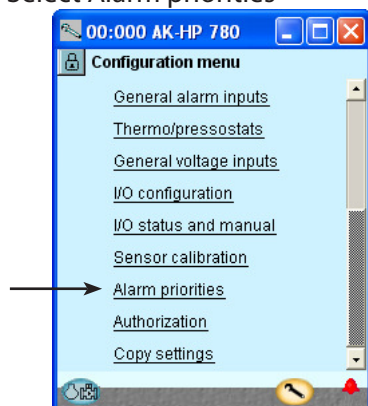 Select Alarm priorities
00:000 AK-HP 780
Configuration menu
General alarm inputs
Thermo/pressostats
General voltage inputs
I/O configuration
I/O status and manual
Sensor calibration
Alarm priorities
Authorization
Copy settings